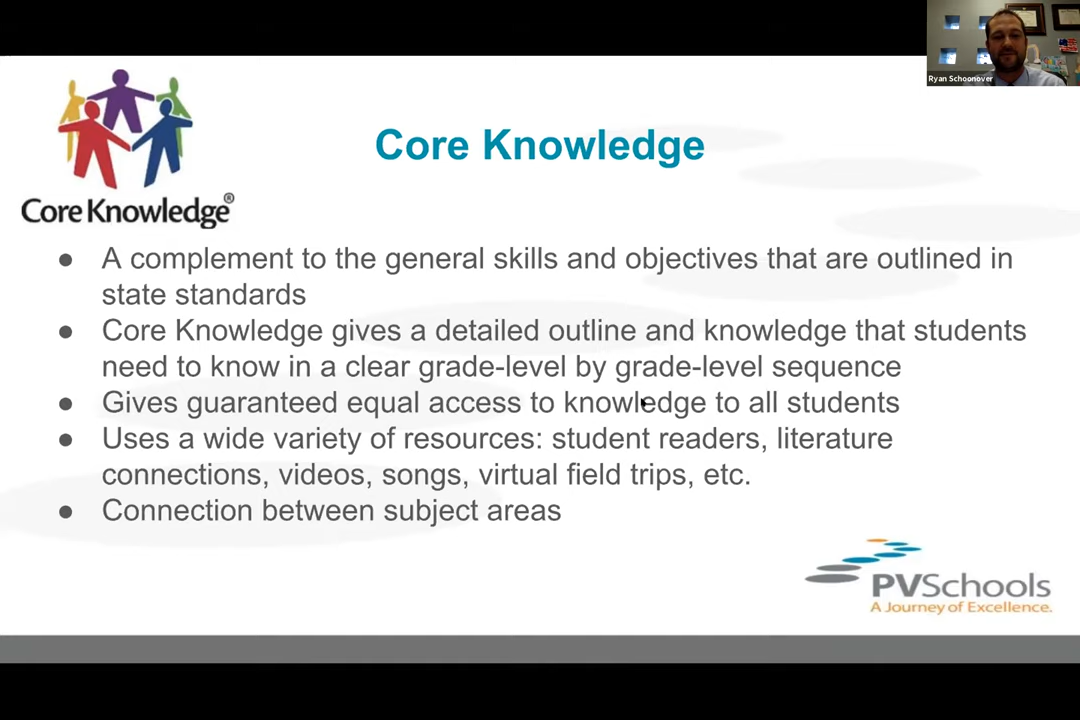 Ryan Schoonover
Core Knowledge
Core Knowledge®
● A complement to the general skills and objectives that are outlined in
state standards
● Core Knowledge gives a detailed outline and knowledge that students
need to know in a clear grade-level by grade-level sequence
● Gives guaranteed equal access to knowledge to all students
● Uses a wide variety of resources: student readers, literature
connections, videos, songs, virtual field trips, etc.
● Connection between subject areas
PVSchools
A Journey of Excellence.